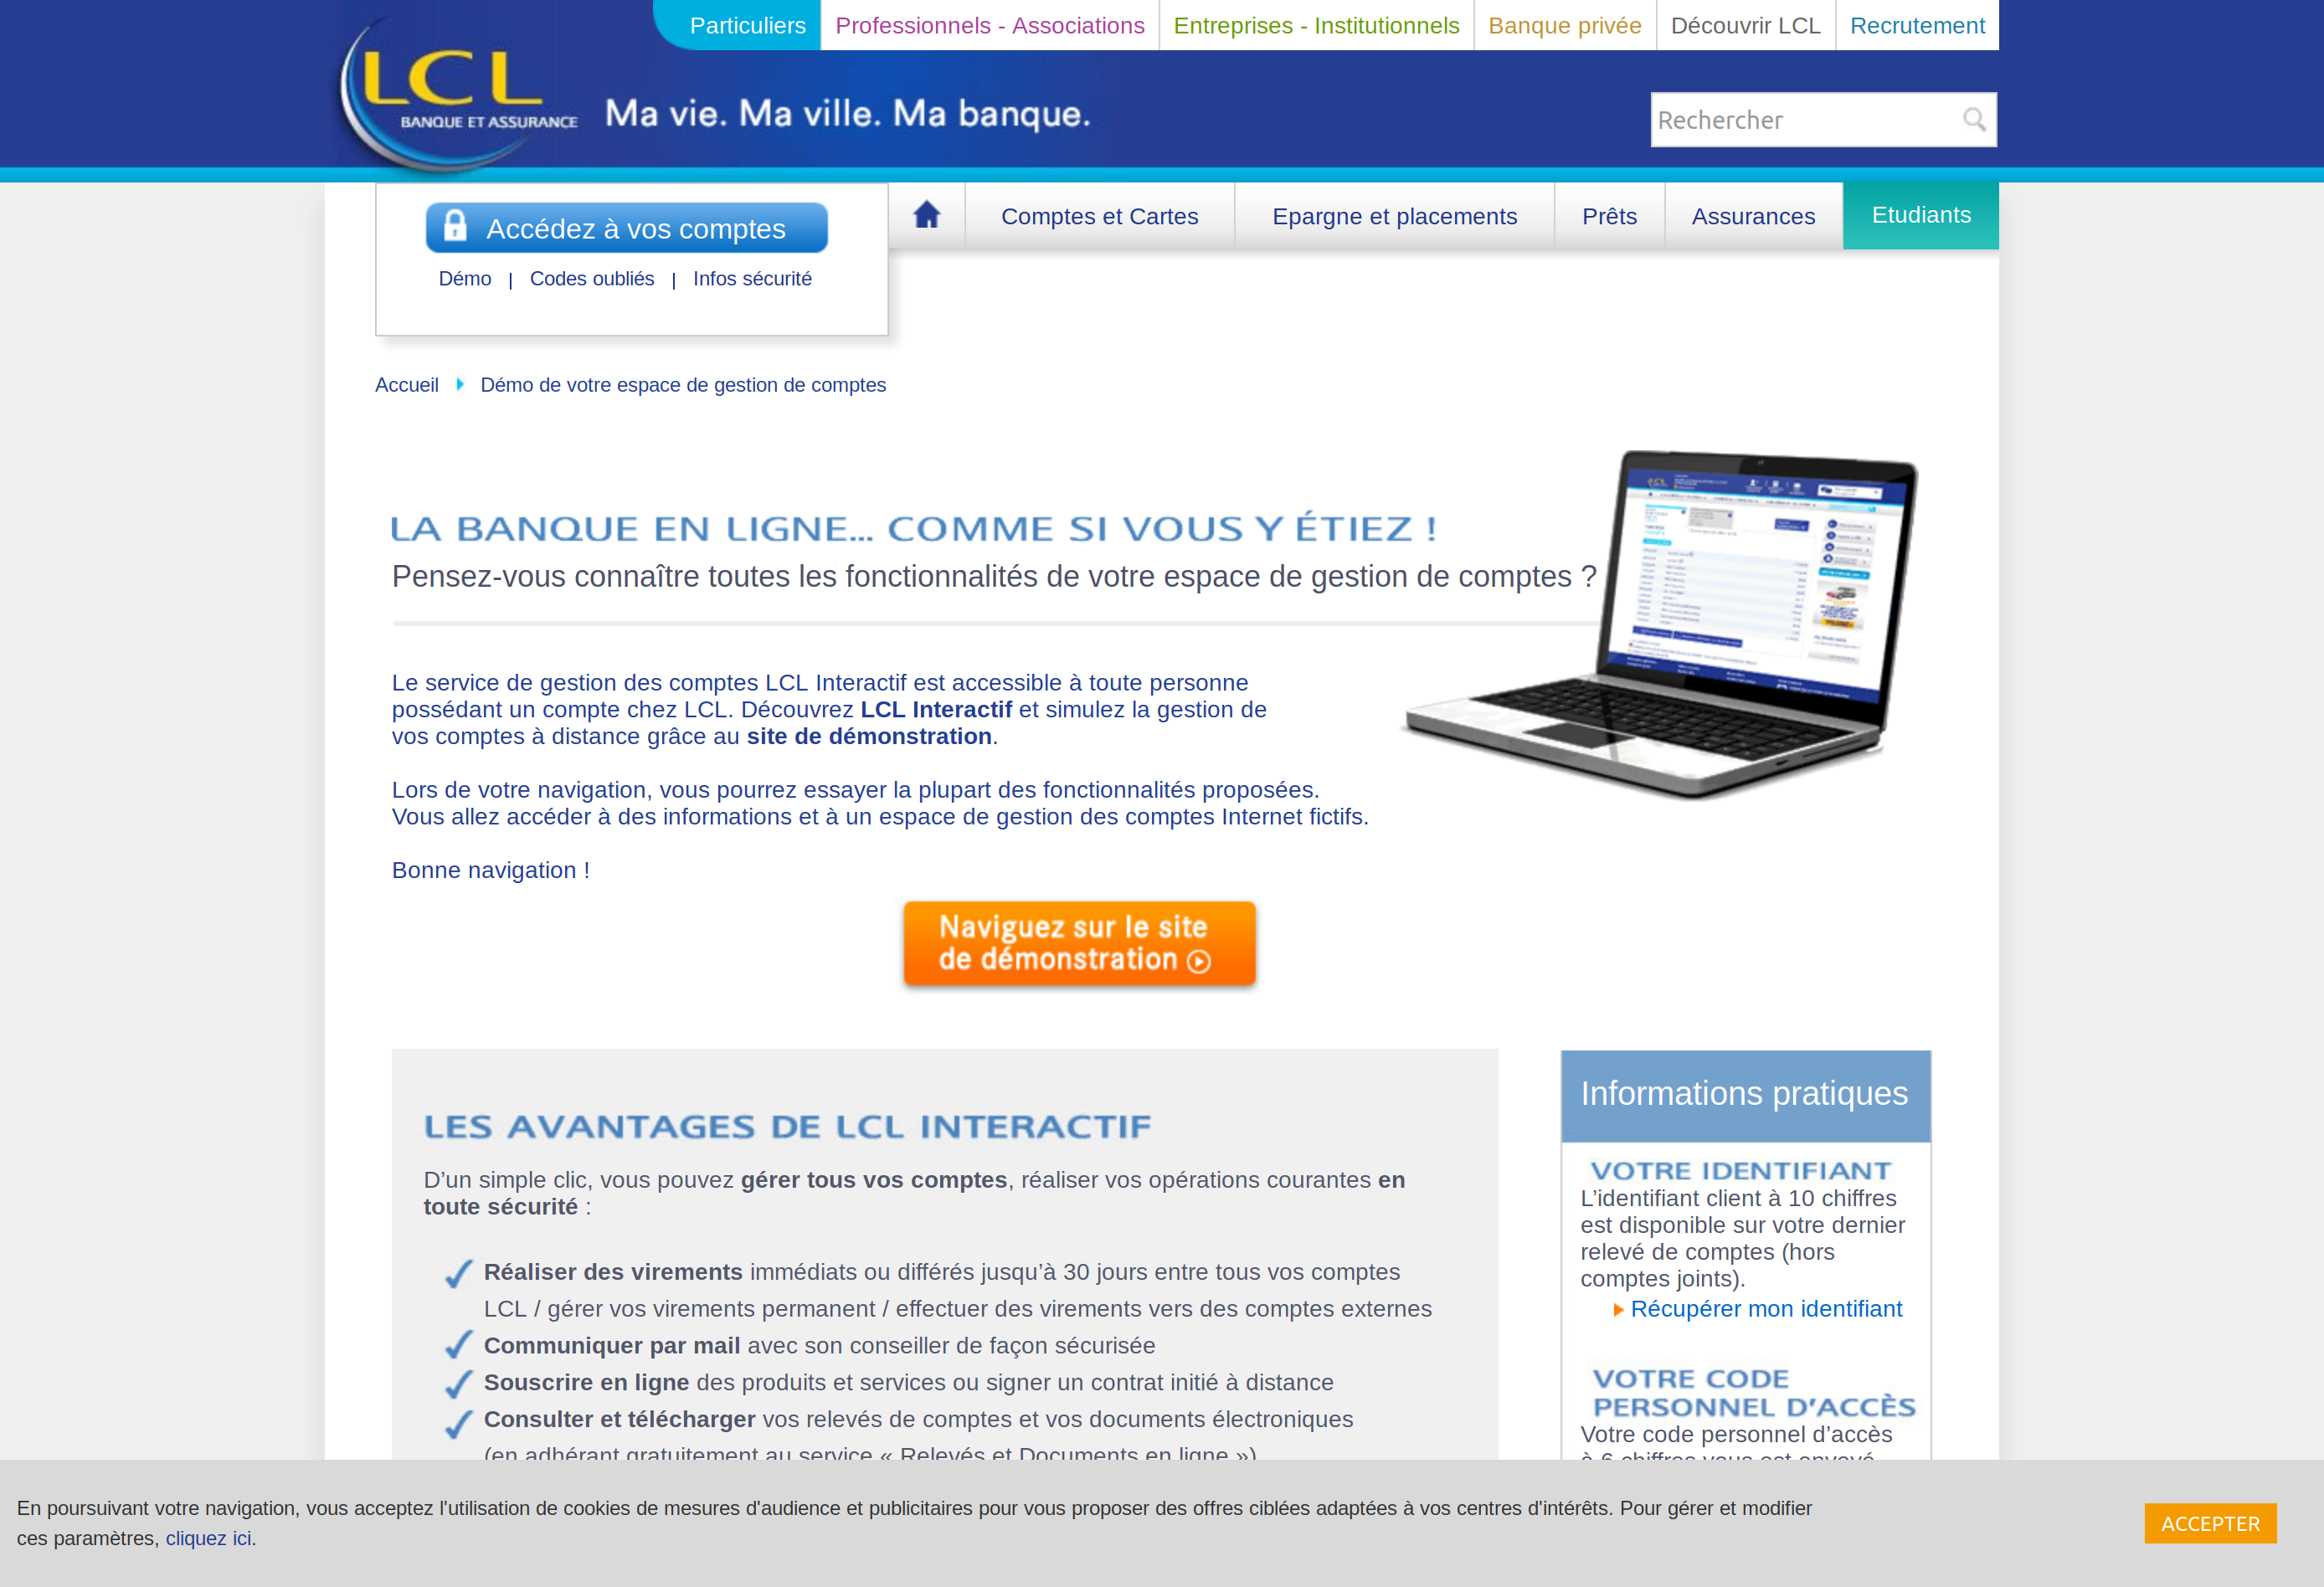 Particuliers
Professionnels - Associations
Entreprises - Institutionnels
Banque privée
Découvrir LCL
Recrutement
LCL
BANQUE ET ASSURANCE
Ma vie. Ma ville. Ma banque.
Rechercher
Accédez à vos comptes
Démo | Codes oubliés | Infos sécurité
Comptes et Cartes
Epargne et placements
Prêts
Assurances
Etudiants
Accueil
Démo de votre espace de gestion de comptes
LA BANQUE EN LIGNE... COMME SI VOUS Y ÉTIEZ !
Pensez-vous connaître toutes les fonctionnalités de votre espace de gestion de comptes ?
Le service de gestion des comptes LCL Interactif est accessible à toute personne
possédant un compte chez LCL. Découvrez LCL Interactif et simulez la gestion de
vos comptes à distance grâce au site de démonstration.
Lors de votre navigation, vous pourrez essayer la plupart des fonctionnalités proposées.
Vous allez accéder à des informations et à un espace de gestion des comptes Internet fictifs.
Bonne navigation !
Naviguez sur le site
de démonstration
LES AVANTAGES DE LCL INTERACTIF
D’un simple clic, vous pouvez gérer tous vos comptes, réaliser vos opérations courantes en
toute sécurité :
Réaliser des virements immédiats ou différés jusqu’à 30 jours entre tous vos comptes
LCL / gérer vos virements permanent / effectuer des virements vers des comptes externes
Communiquer par mail avec son conseiller de façon sécurisée
Souscrire en ligne des produits et services ou signer un contrat initié à distance
Consulter et télécharger vos relevés de comptes et vos documents électroniques
(en adhérant gratuitement au service « Relevés et Documents en ligne »)
Informations pratiques
VOTRE IDENTIFIANT
L’identifiant client à 10 chiffres
est disponible sur votre dernier
relevé de comptes (hors
comptes joints).
Récupérer mon identifiant
VOTRE CODE
PERSONNEL D’ACCÈS
Votre code personnel d’accès
à 6 chiffres vous est envoyé
En poursuivant votre navigation, vous acceptez l'utilisation de cookies de mesures d'audience et publicitaires pour vous proposer des offres ciblées adaptées à vos centres d'intérêts. Pour gérer et modifier
ces paramètres, cliquez ici.
ACCEPTER